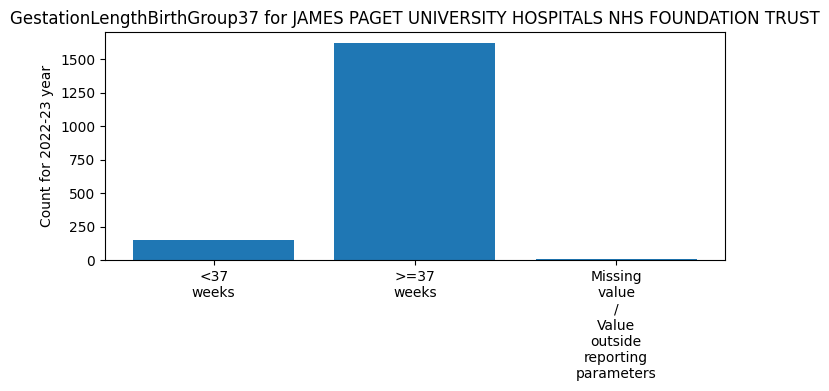 GestationLengthBirthGroup37 for JAMES PAGET UNIVERSITY HOSPITALS NHS FOUNDATION TRUST
Count for 2022-23 year
1500
1250
1000
750
500
250
0
<37
weeks
>=37
weeks
Missing
value
/
Value
outside
reporting
parameters